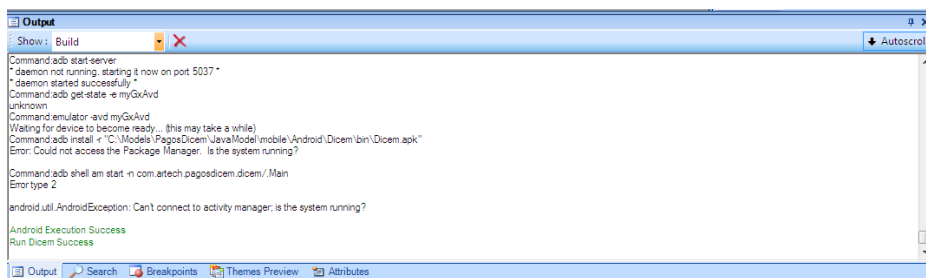 Output
Show: Build
Autoscrol
Command:adb start-server
* daemon not running. starting it now on port 5037 *
* daemon started successfully *
Command:adb get-state -e myGxAvd
unknown
Command:emulator -avd myGxAvd
Waiting for device to become ready... (this may take a while)
Command:adb install -r "C:\Models\PagosDicem\JavaModel\mobile\Android\Dicem\bin\Dicem.apk"
Error: Could not access the Package Manager. Is the system running?
Command:adb shell am start -n com.artech.pagosdicem.dicem/.Main
Error type 2
android.util.AndroidException: Can't connect to activity manager; is the system running?
Android Execution Success
Run Dicem Success
Output Search Breakpoints Themes Preview Attributes